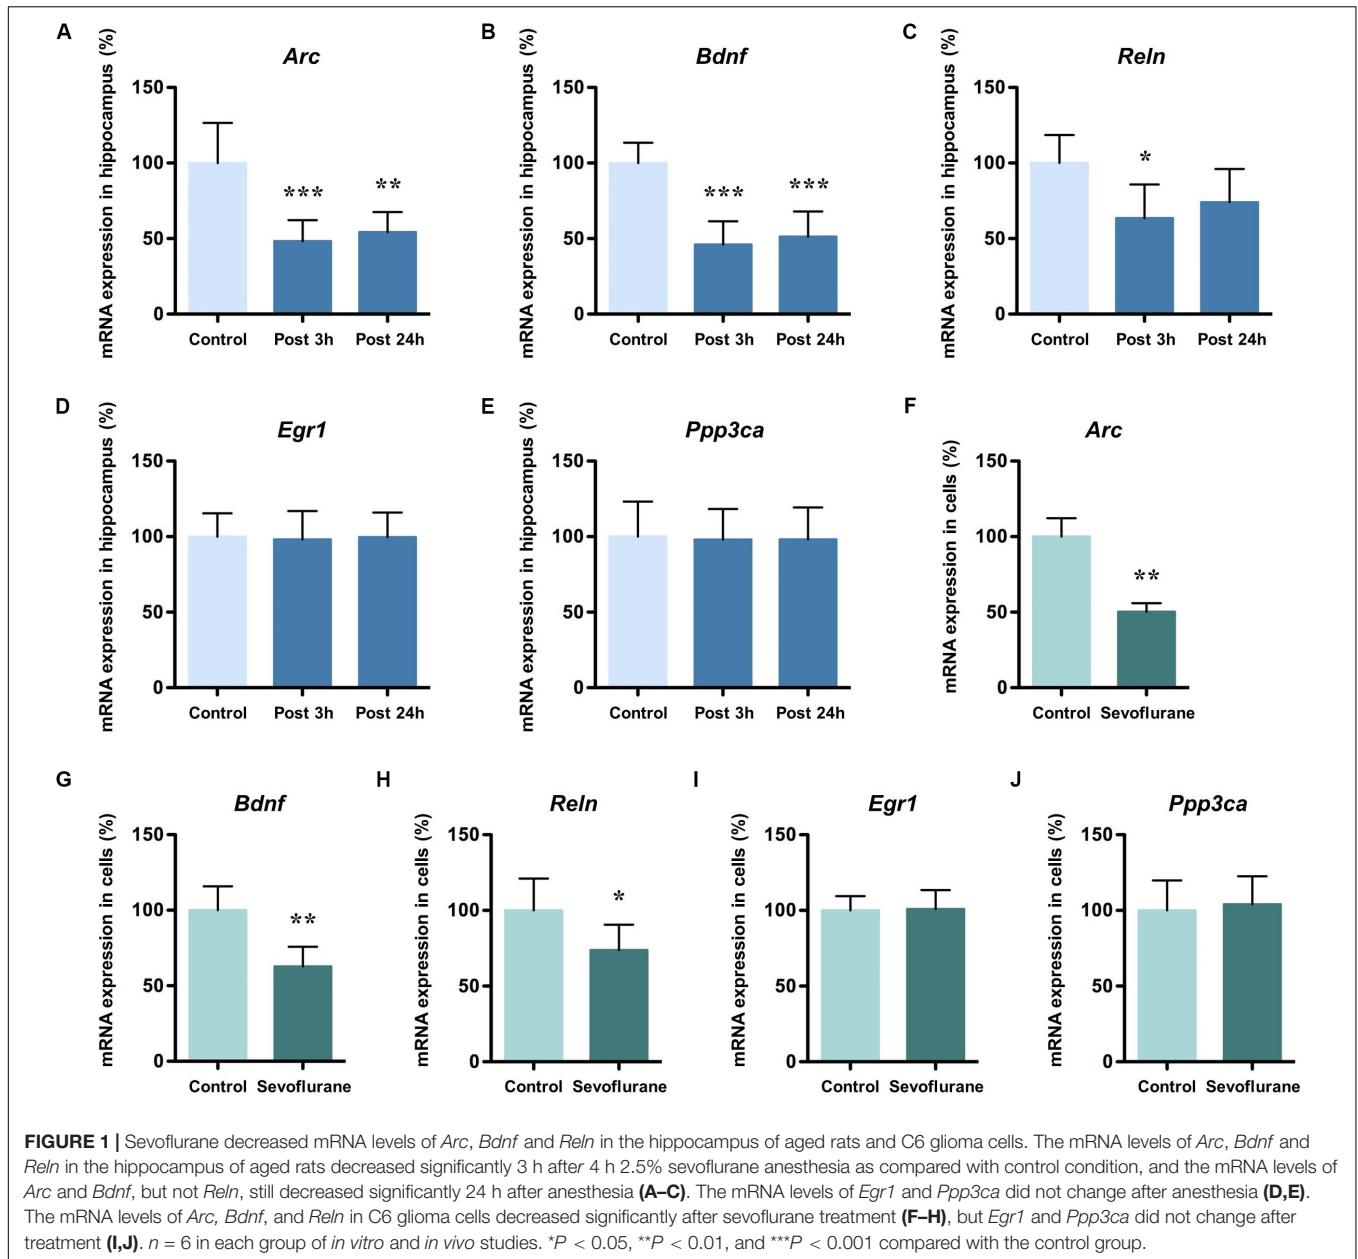 A
Arc
mRNA expression in hippocampus (%)
150
100
50
0
***
**
Control Post 3h Post 24h
B
Bdnf
mRNA expression in hippocampus (%)
150
100
50
0
***
***
Control Post 3h Post 24h
C
Reln
mRNA expression in hippocampus (%)
150
100
50
0
*
Control Post 3h Post 24h
D
Egr1
mRNA expression in hippocampus (%)
150
100
50
0
Control Post 3h Post 24h
E
Ppp3ca
mRNA expression in hippocampus (%)
150
100
50
0
Control Post 3h Post 24h
F
Arc
mRNA expression in cells (%)
150
100
50
0
**
Control Sevoflurane
G
Bdnf
mRNA expression in cells (%)
150
100
50
0
**
Control Sevoflurane
H
Reln
mRNA expression in cells (%)
150
100
50
0
*
Control Sevoflurane
I
Egr1
mRNA expression in cells (%)
150
100
50
0
Control Sevoflurane
J
Ppp3ca
mRNA expression in cells (%)
150
100
50
0
Control Sevoflurane
FIGURE 1 | Sevoflurane decreased mRNA levels of Arc, Bdnf and Reln in the hippocampus of aged rats and C6 glioma cells. The mRNA levels of Arc, Bdnf and
Reln in the hippocampus of aged rats decreased significantly 3 h after 4 h 2.5% sevoflurane anesthesia as compared with control condition, and the mRNA levels of
Arc and Bdnf, but not Reln, still decreased significantly 24 h after anesthesia (A–C). The mRNA levels of Egr1 and Ppp3ca did not change after anesthesia (D,E).
The mRNA levels of Arc, Bdnf, and Reln in C6 glioma cells decreased significantly after sevoflurane treatment (F–H), but Egr1 and Ppp3ca did not change after
treatment (I,J). n = 6 in each group of in vitro and in vivo studies. *P < 0.05, **P < 0.01, and ***P < 0.001 compared with the control group.